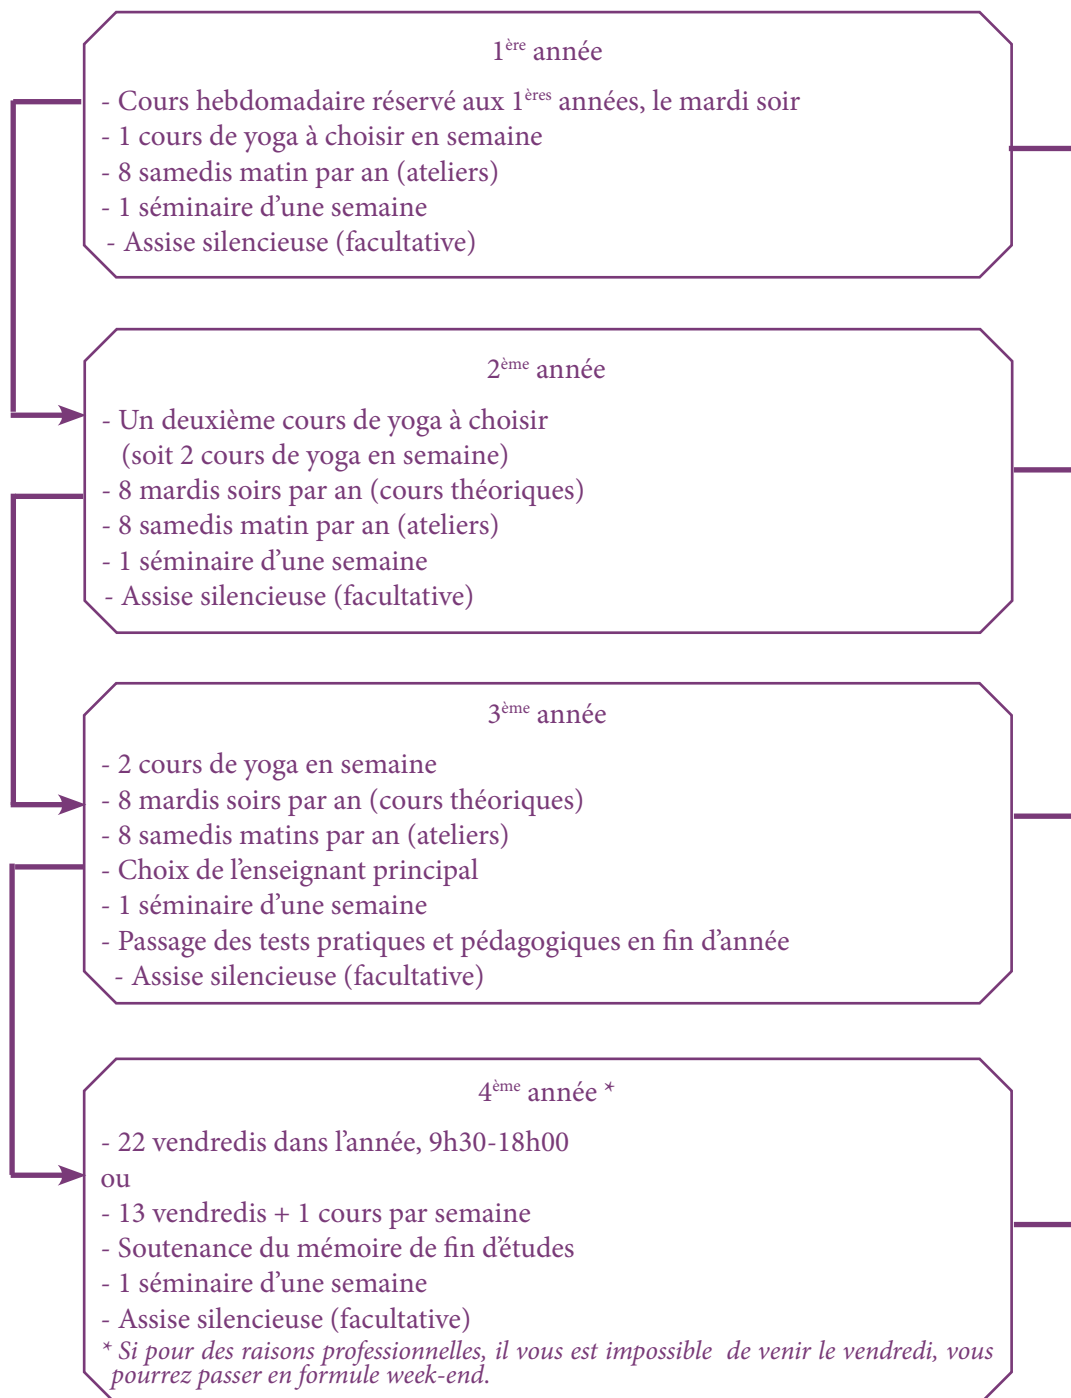 1ère année
- Cours hebdomadaire réservé aux 1ères années, le mardi soir
- 1 cours de yoga à choisir en semaine
- 8 samedis matin par an (ateliers)
- 1 séminaire d'une semaine
- Assise silencieuse (facultative)
2ème année
- Un deuxième cours de yoga à choisir
(soit 2 cours de yoga en semaine)
- 8 mardis soirs par an (cours théoriques)
- 8 samedis matin par an (ateliers)
- 1 séminaire d'une semaine
- Assise silencieuse (facultative)
3ème année
- 2 cours de yoga en semaine
- 8 mardis soirs par an (cours théoriques)
- 8 samedis matins par an (ateliers)
- Choix de l'enseignant principal
- 1 séminaire d'une semaine
- Passage des tests pratiques et pédagogiques en fin d'année
- Assise silencieuse (facultative)
4ème année *
- 22 vendredis dans l'année, 9h30-18h00
ou
- 13 vendredis + 1 cours par semaine
- Soutenance du mémoire de fin d'études
- 1 séminaire d'une semaine
- Assise silencieuse (facultative)
* Si pour des raisons professionnelles, il vous est impossible de venir le vendredi, vous
pourrez passer en formule week-end.